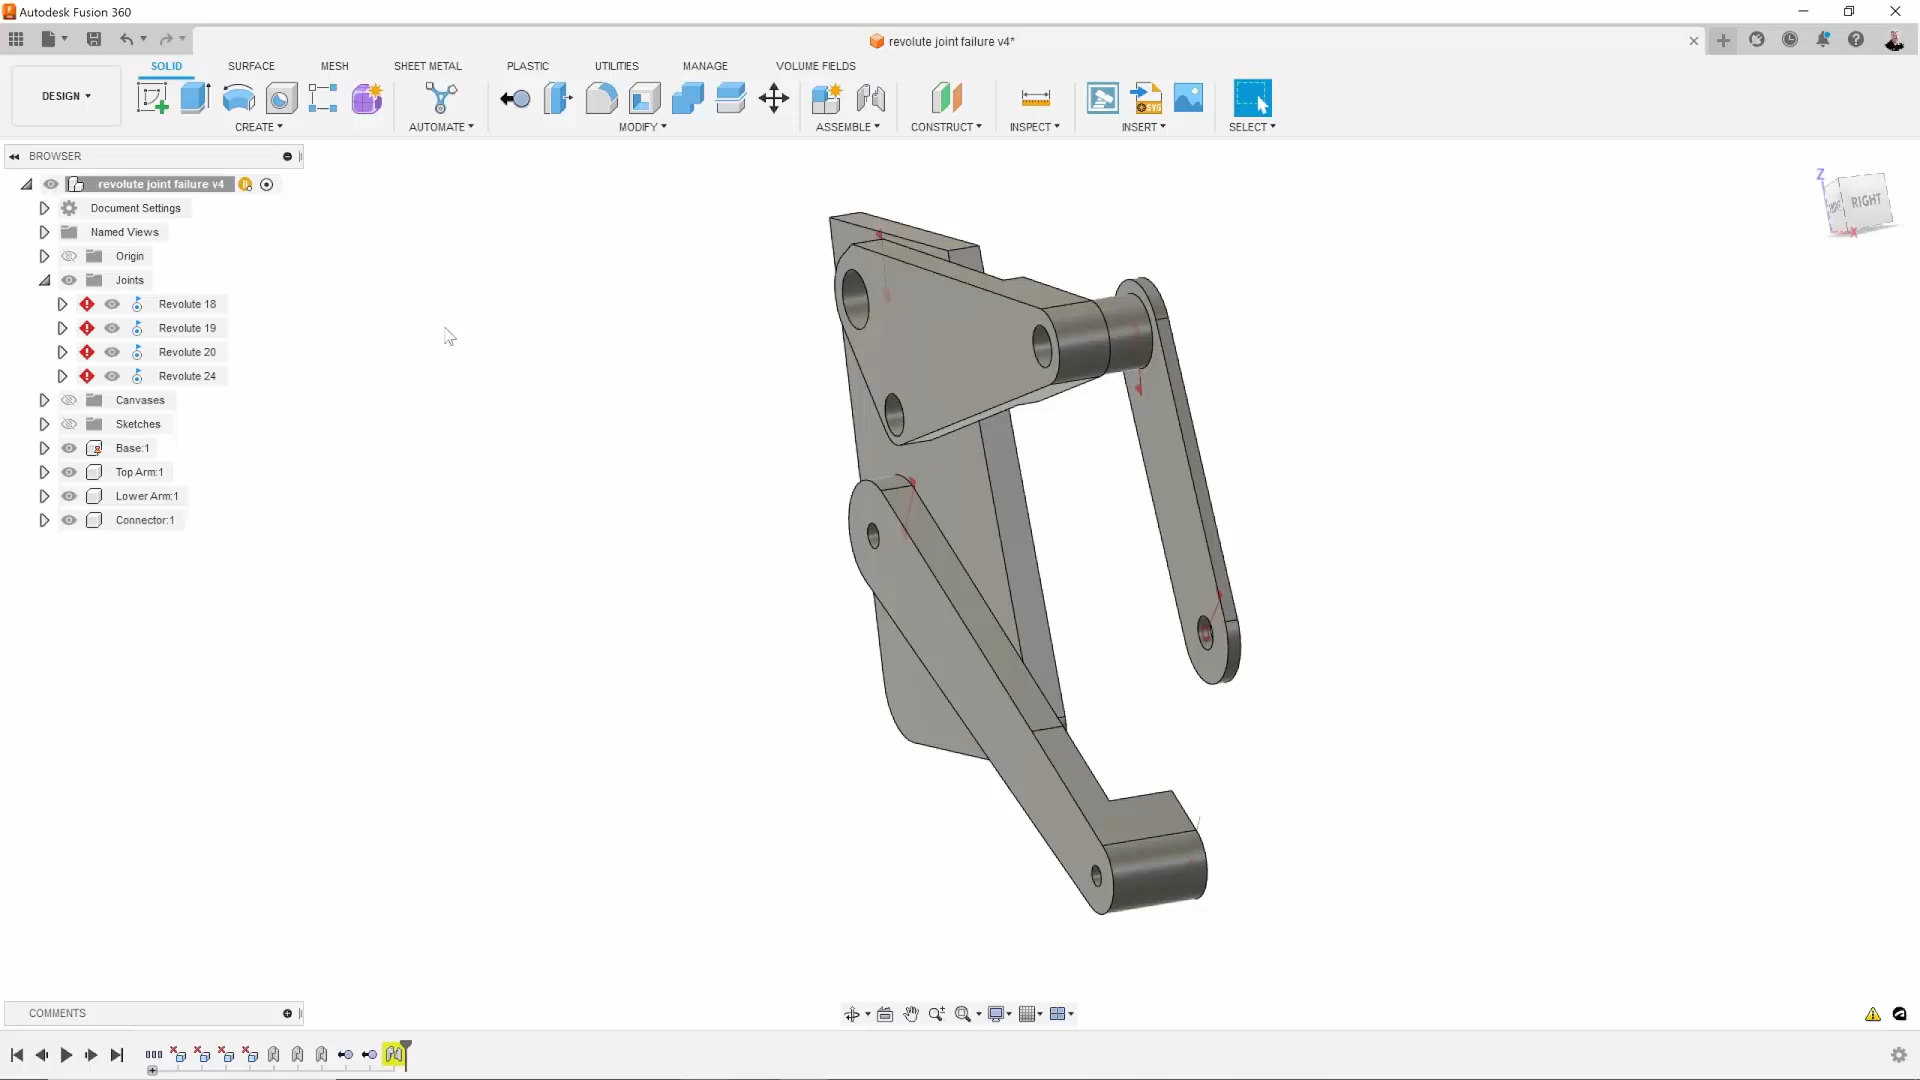 Autodesk Fusion 360
revolute joint failure v4*
SOLID SURFACE MESH SHEET METAL PLASTIC UTILITIES MANAGE VOLUME FIELDS
DESIGN
SVG
CREATE AUTOMATE MODIFY ASSEMBLE CONSTRUCT INSPECT INSERT SELECT
BROWSER
revolute joint failure v4
Document Settings
Named Views
Origin
Joints
Revolute 18
Revolute 19
Revolute 20
Revolute 24
Canvases
Sketches
Base:1
Top Arm:1
Lower Arm:1
Connector:1
Z
RIGHT
X
COMMENTS